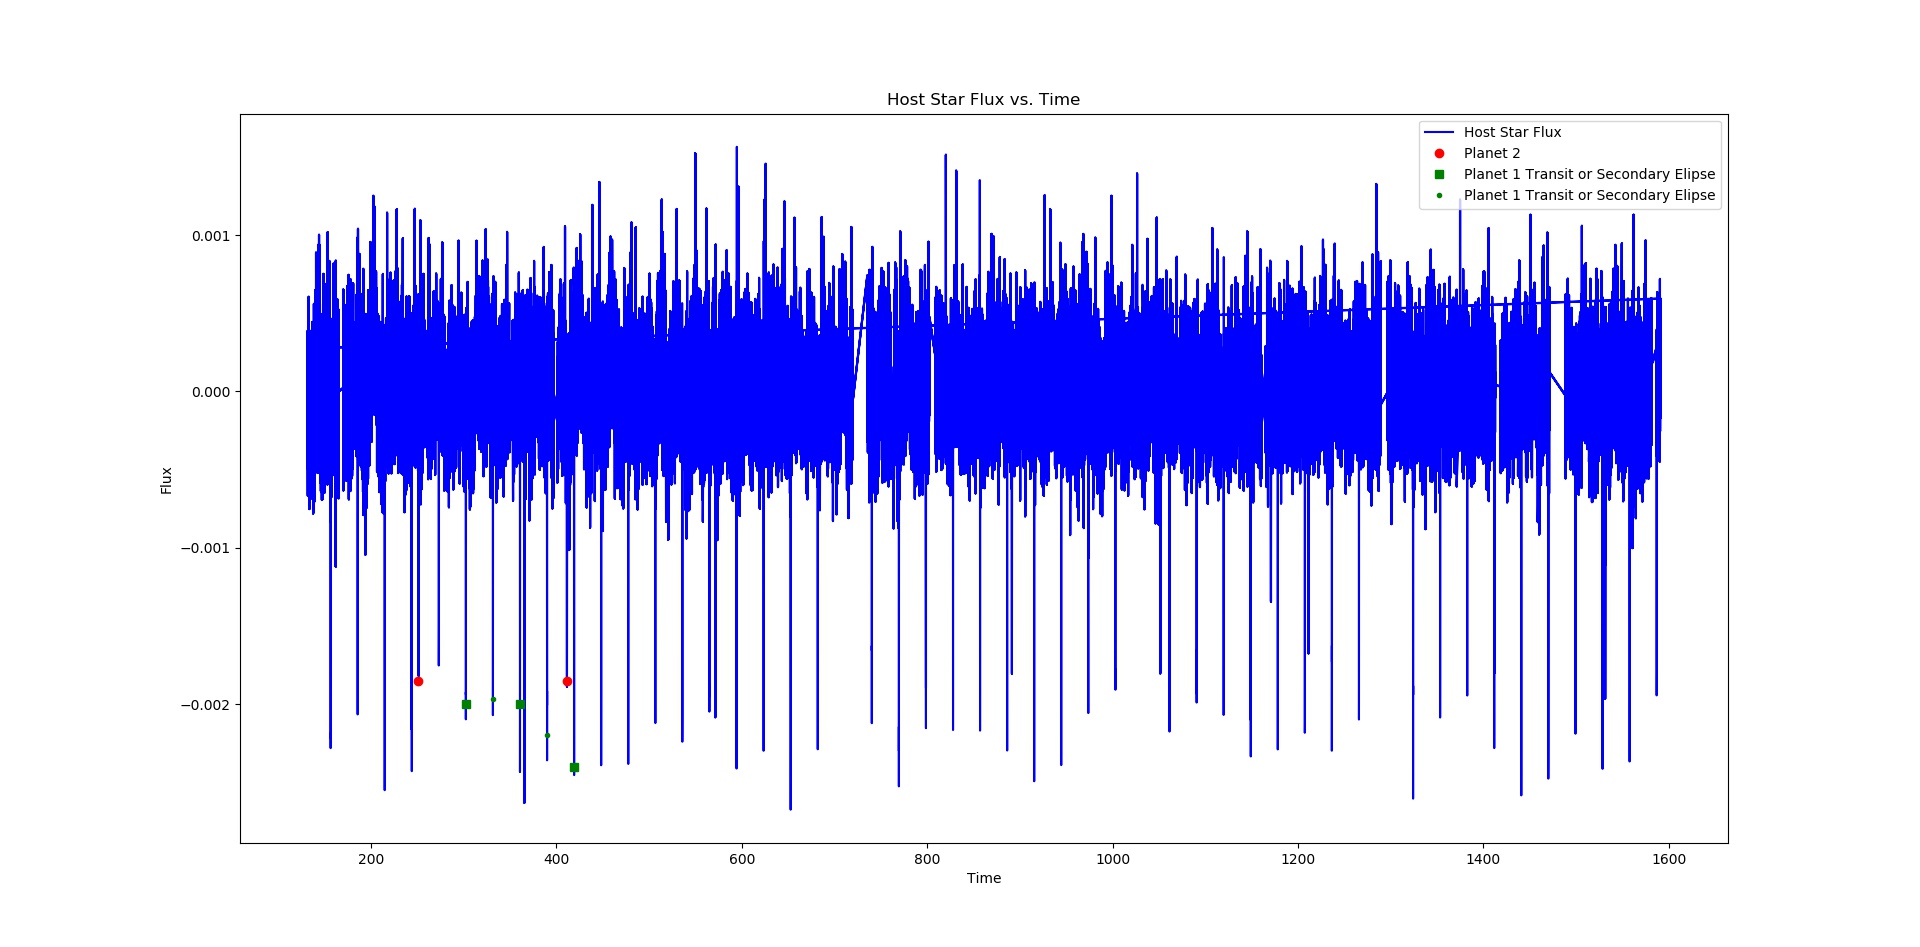 Host Star Flux vs. Time
Host Star Flux
Planet 2
Planet 1 Transit or Secondary Elipse
Planet 1 Transit or Secondary Elipse
0.001
0.000
−0.001
−0.002
Flux
200 400 600 800 1000 1200 1400 1600
Time